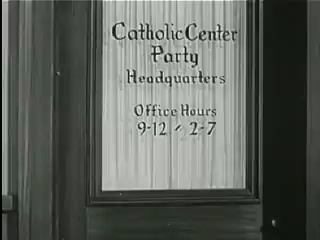 Catholic Center
Party
Headquarters
Office Hours
9-12 / 2-7